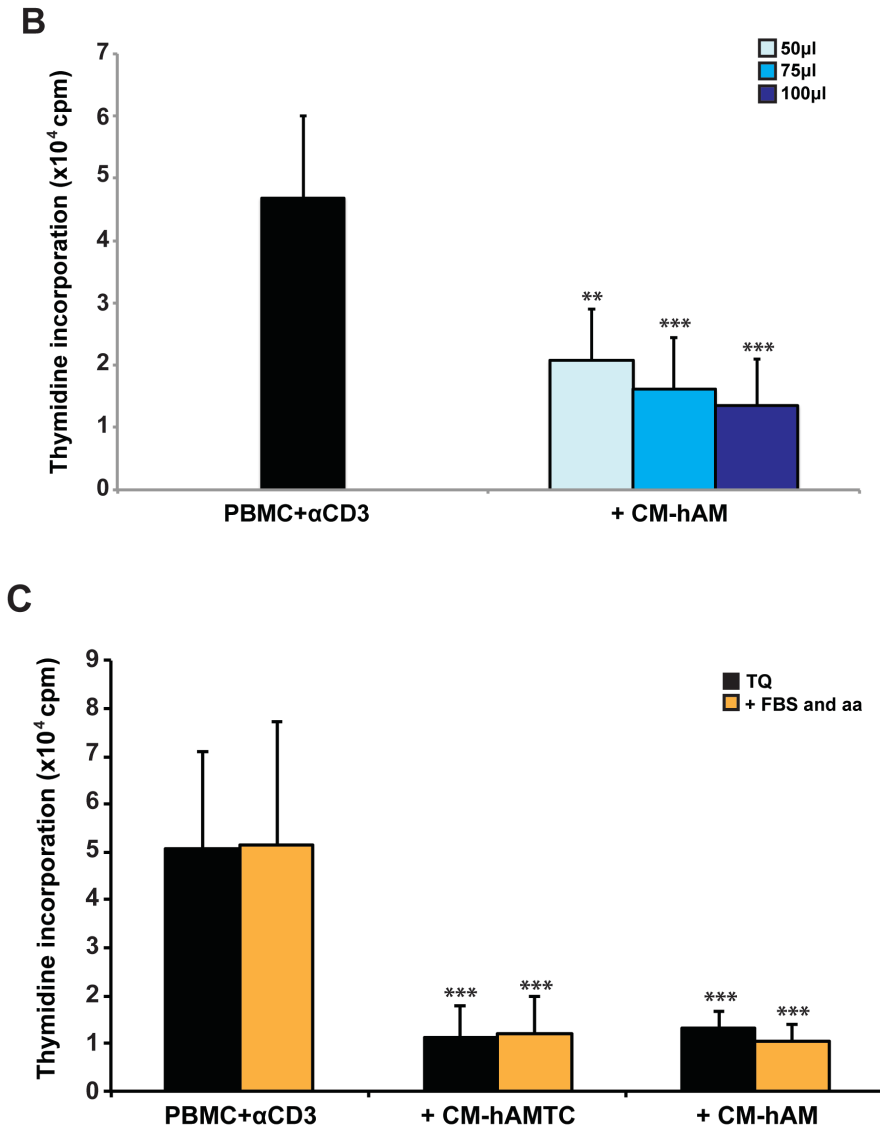 B
Thymidine incorporation (x10⁴ cpm)
7
6
5
4
3
2
1
0
50µl
75µl
100µl
**
***
***
PBMC+αCD3
+ CM-hAM
C
Thymidine incorporation (x10⁴ cpm)
9
8
7
6
5
4
3
2
1
0
TQ
+ FBS and aa
***
***
***
***
PBMC+αCD3
+ CM-hAMTC
+ CM-hAM